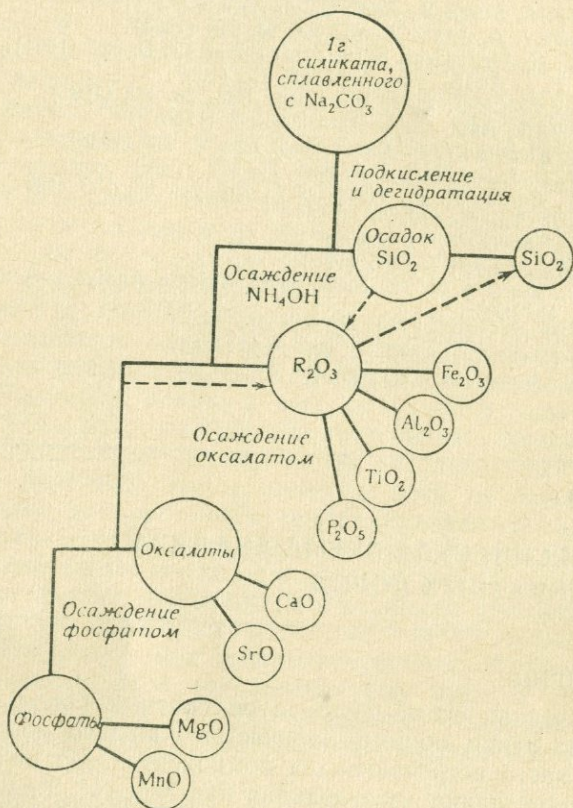 1г
силиката,
сплавленного
с Na₂CO₃
Подкисление
и дегидратация
Осадок
SiO₂
SiO₂
Осаждение
NH₄OH
R₂O₃
Fe₂O₃
Al₂O₃
TiO₂
P₂O₅
Осаждение
оксалатом
Оксалаты
CaO
SrO
Осаждение
фосфатом
Фосфаты
MgO
MnO